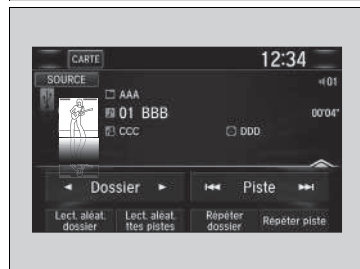 CARTE 12:34
SOURCE 01
AAA
01 BBB 00'04"
CCC DDD
Dossier Piste
Lect. aléat. dossier Lect. aléat. ttes pistes Répéter dossier Répéter piste